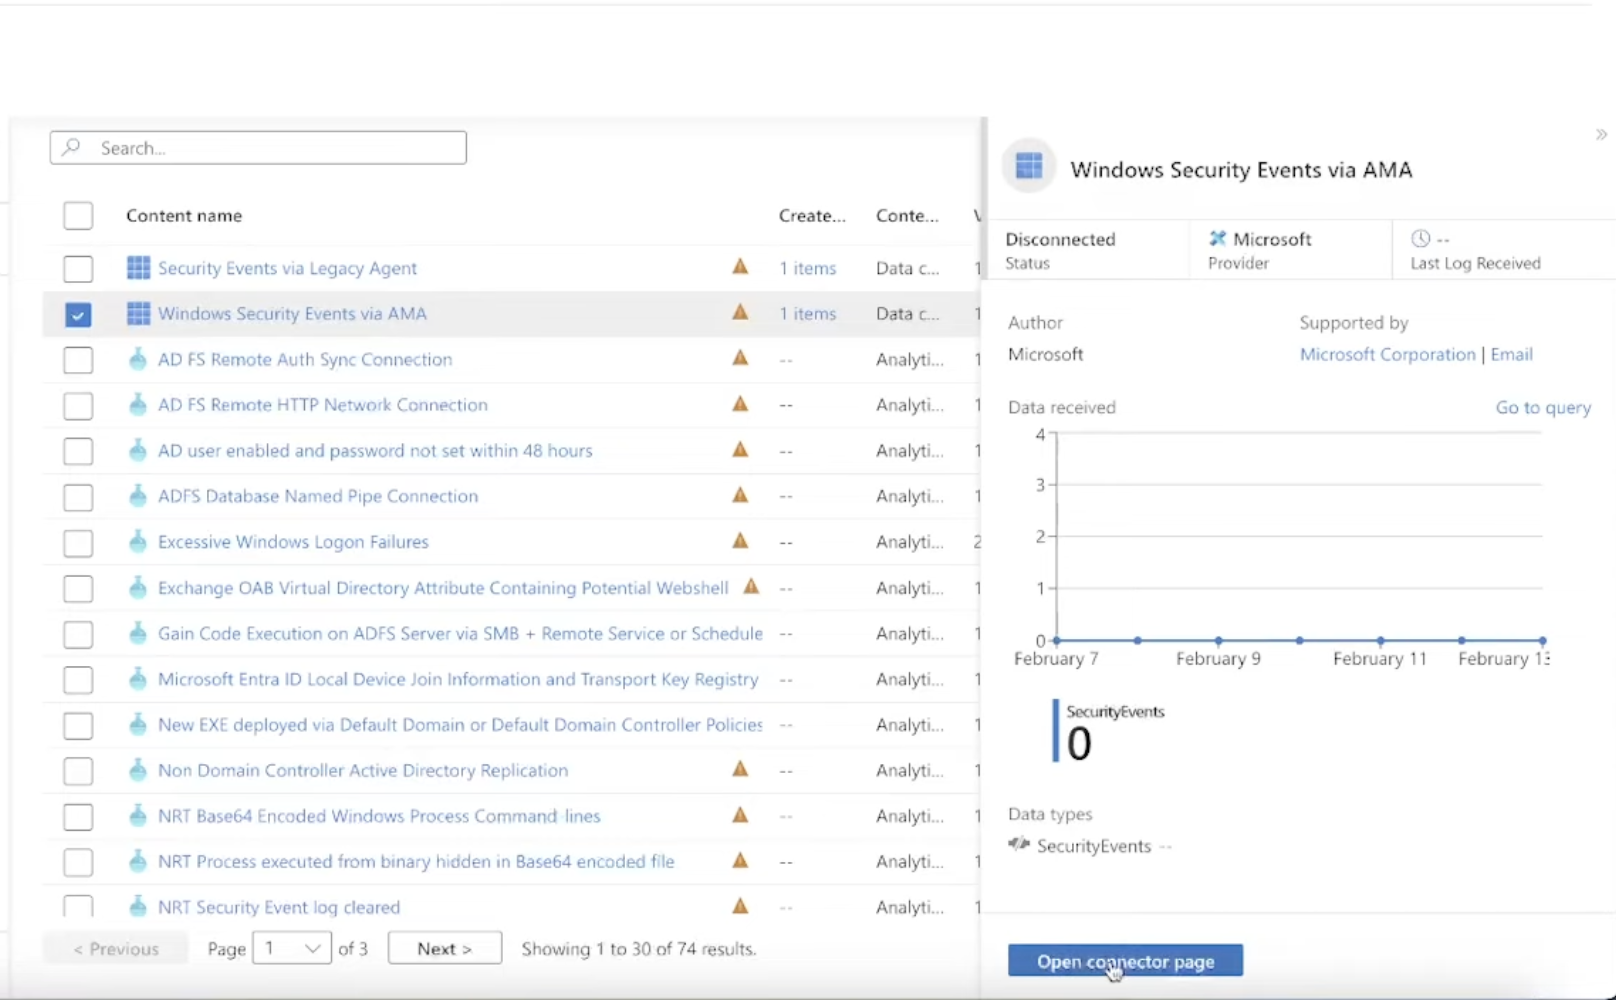 Search...
Content name Create... Conte...
Security Events via Legacy Agent 1 items Data c... 1
Windows Security Events via AMA 1 items Data c... 1
AD FS Remote Auth Sync Connection -- Analyti... 1
AD FS Remote HTTP Network Connection -- Analyti... 1
AD user enabled and password not set within 48 hours -- Analyti... 1
ADFS Database Named Pipe Connection -- Analyti... 1
Excessive Windows Logon Failures -- Analyti... 2
Exchange OAB Virtual Directory Attribute Containing Potential Webshell -- Analyti... 1
Gain Code Execution on ADFS Server via SMB + Remote Service or Schedule -- Analyti... 1
Microsoft Entra ID Local Device Join Information and Transport Key Registry -- Analyti... 1
New EXE deployed via Default Domain or Default Domain Controller Policies -- Analyti... 1
Non Domain Controller Active Directory Replication -- Analyti... 1
NRT Base64 Encoded Windows Process Command-lines -- Analyti... 1
NRT Process executed from binary hidden in Base64 encoded file -- Analyti... 1
NRT Security Event log cleared -- Analyti... 1
< Previous Page 1 of 3 Next > Showing 1 to 30 of 74 results.
»
Windows Security Events via AMA
Disconnected Microsoft --
Status Provider Last Log Received
Author Supported by
Microsoft Microsoft Corporation | Email
Data received Go to query
4
3
2
1
0
February 7 February 9 February 11 February 13
SecurityEvents
0
Data types
SecurityEvents --
Open connector page